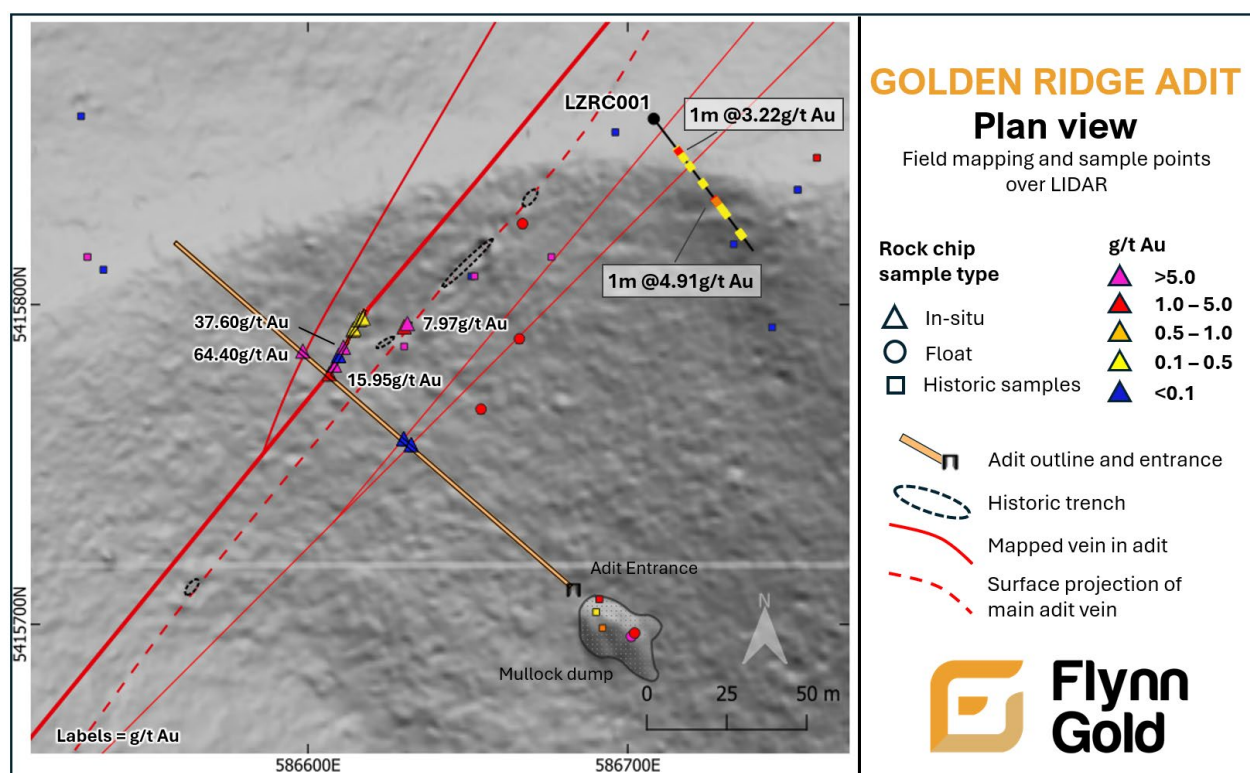 LZRC001
1m @3.22g/t Au
1m @4.91g/t Au
37.60g/t Au
7.97g/t Au
64.40g/t Au
15.95g/t Au
Adit Entrance
N
Mullock dump
0 25 50 m
Labels = g/t Au
5415800N
5415700N
586600E
586700E
GOLDEN RIDGE ADIT
Plan view
Field mapping and sample points
over LIDAR
Rock chip
sample type
In-situ
Float
Historic samples
g/t Au
>5.0
1.0 – 5.0
0.5 – 1.0
0.1 – 0.5
<0.1
Adit outline and entrance
Historic trench
Mapped vein in adit
Surface projection of
main adit vein
Flynn
Gold